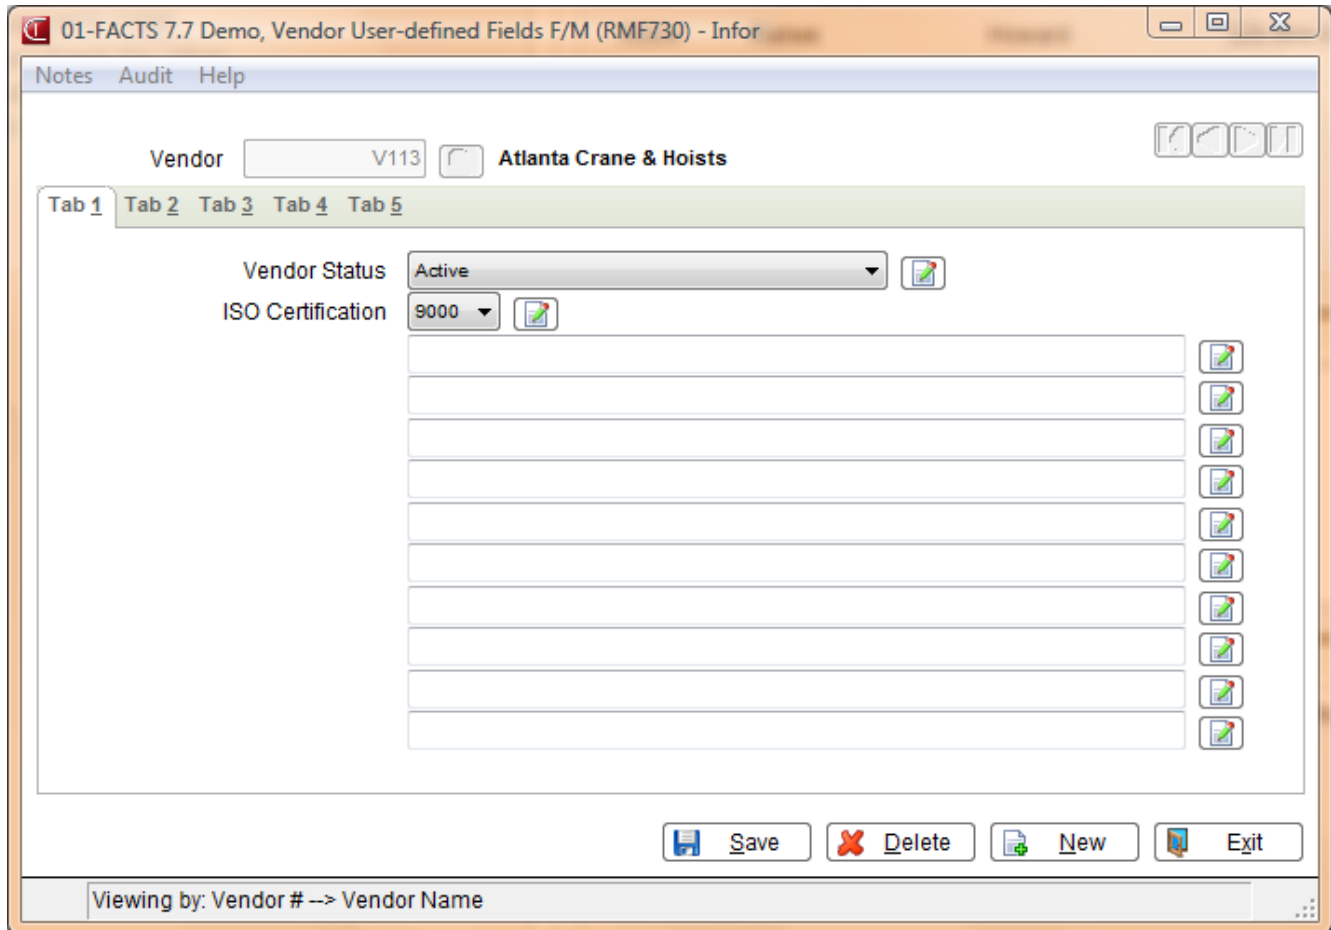 01-FACTS 7.7 Demo, Vendor User-defined Fields F/M (RMF730) - Infor
Notes Audit Help
Vendor V113 Atlanta Crane & Hoists
Tab 1 Tab 2 Tab 3 Tab 4 Tab 5
Vendor Status Active
ISO Certification 9000
Save Delete New Exit
Viewing by: Vendor # --> Vendor Name